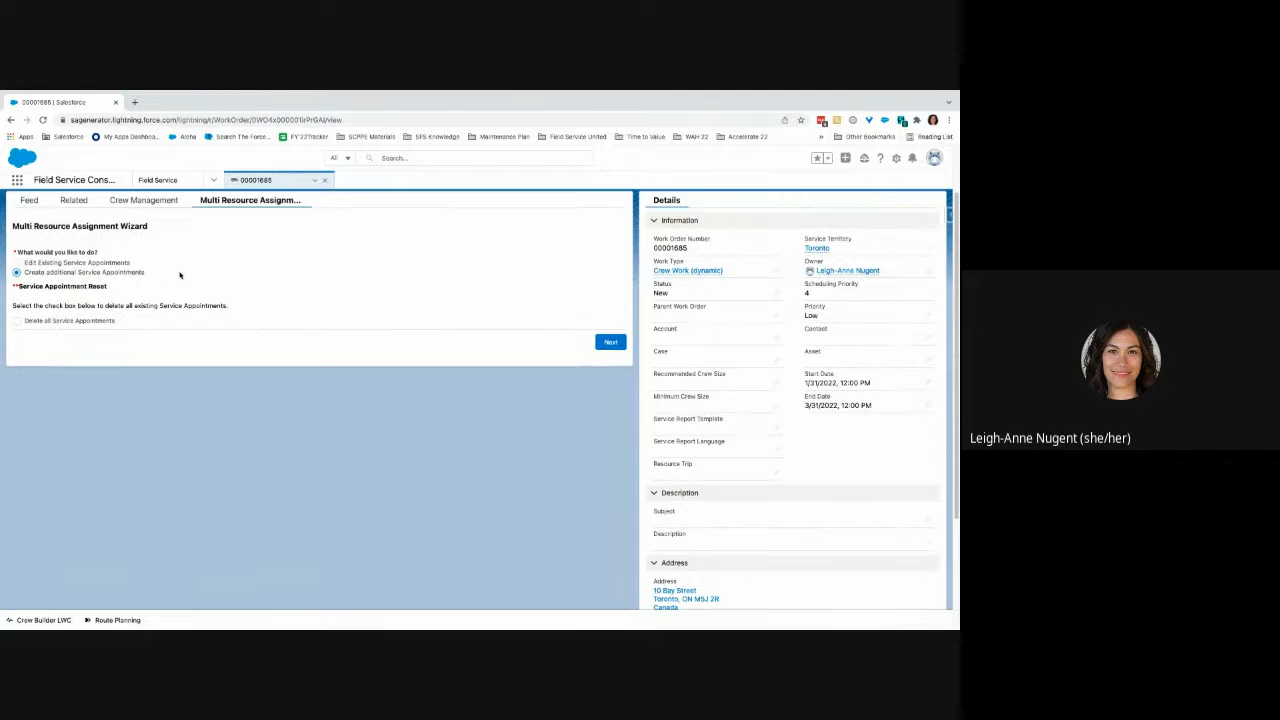 00001685 | Salesforce
sagenerator.lightning.force.com/lightning/r/WorkOrder/0WO4x000001irPrGAI/view
Apps Salesforce My Apps Dashboa... Aloha Search The Force... FY'22Tracker SCPPE Materials SFS Knowledge Maintenance Plan Field Service United Time to Value WAH 22 Accelerate 22 » Other Bookmarks Reading List
All Search...
Field Service Cons... Field Service 00001685
Feed Related Crew Management Multi Resource Assignm...
Multi Resource Assignment Wizard
* What would you like to do?
Edit Existing Service Appointments
Create additional Service Appointments
**Service Appointment Reset
Select the check box below to delete all existing Service Appointments.
Delete all Service Appointments
Next
Details
Information
Work Order Number
00001685
Service Territory
Toronto
Work Type
Crew Work (dynamic)
Owner
Leigh-Anne Nugent
Status
New
Scheduling Priority
4
Parent Work Order
Priority
Low
Account
Contact
Case
Asset
Recommended Crew Size
Start Date
1/31/2022, 12:00 PM
Minimum Crew Size
End Date
3/31/2022, 12:00 PM
Service Report Template
Service Report Language
Resource Trip
Description
Subject
Description
Address
Address
10 Bay Street
Toronto, ON M5J 2R
Canada
Crew Builder LWC Route Planning
Leigh-Anne Nugent (she/her)